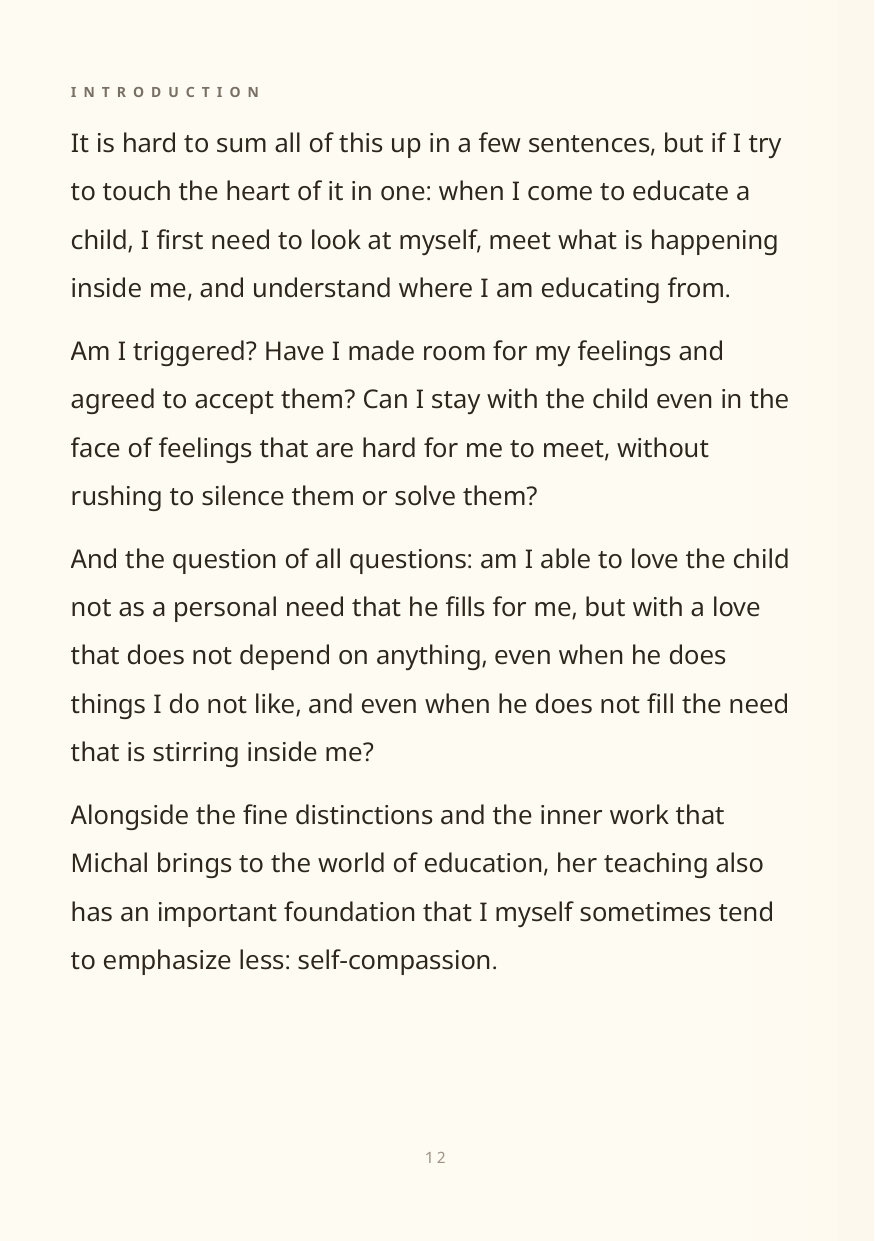 INTRODUCTION
It is hard to sum all of this up in a few sentences, but if I try
to touch the heart of it in one: when I come to educate a
child, I first need to look at myself, meet what is happening
inside me, and understand where I am educating from.
Am I triggered? Have I made room for my feelings and
agreed to accept them? Can I stay with the child even in the
face of feelings that are hard for me to meet, without
rushing to silence them or solve them?
And the question of all questions: am I able to love the child
not as a personal need that he fills for me, but with a love
that does not depend on anything, even when he does
things I do not like, and even when he does not fill the need
that is stirring inside me?
Alongside the fine distinctions and the inner work that
Michal brings to the world of education, her teaching also
has an important foundation that I myself sometimes tend
to emphasize less: self-compassion.
12